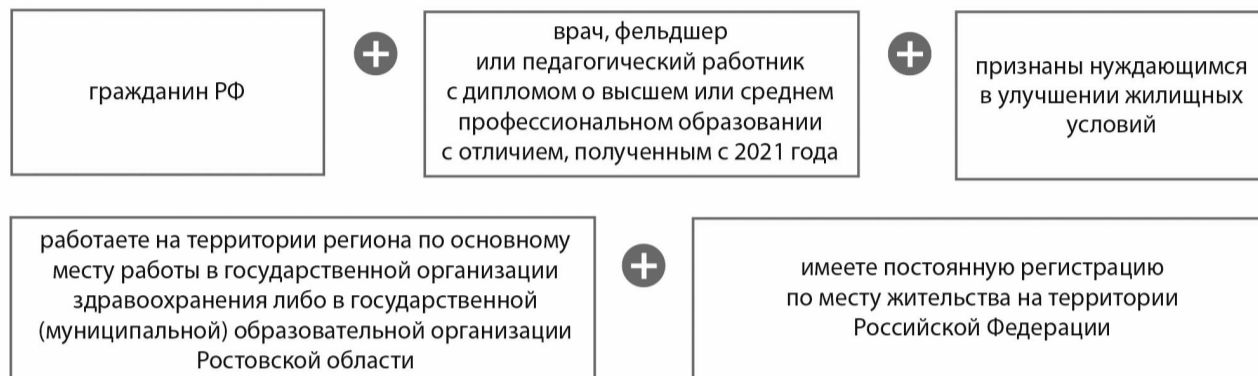 гражданин РФ
врач, фельдшер
или педагогический работник
с дипломом о высшем или среднем
профессиональном образовании
с отличием, полученным с 2021 года
признаны нуждающимся
в улучшении жилищных
условий
работаете на территории региона по основному
месту работы в государственной организации
здравоохранения либо в государственной
(муниципальной) образовательной организации
Ростовской области
имеете постоянную регистрацию
по месту жительства на территории
Российской Федерации